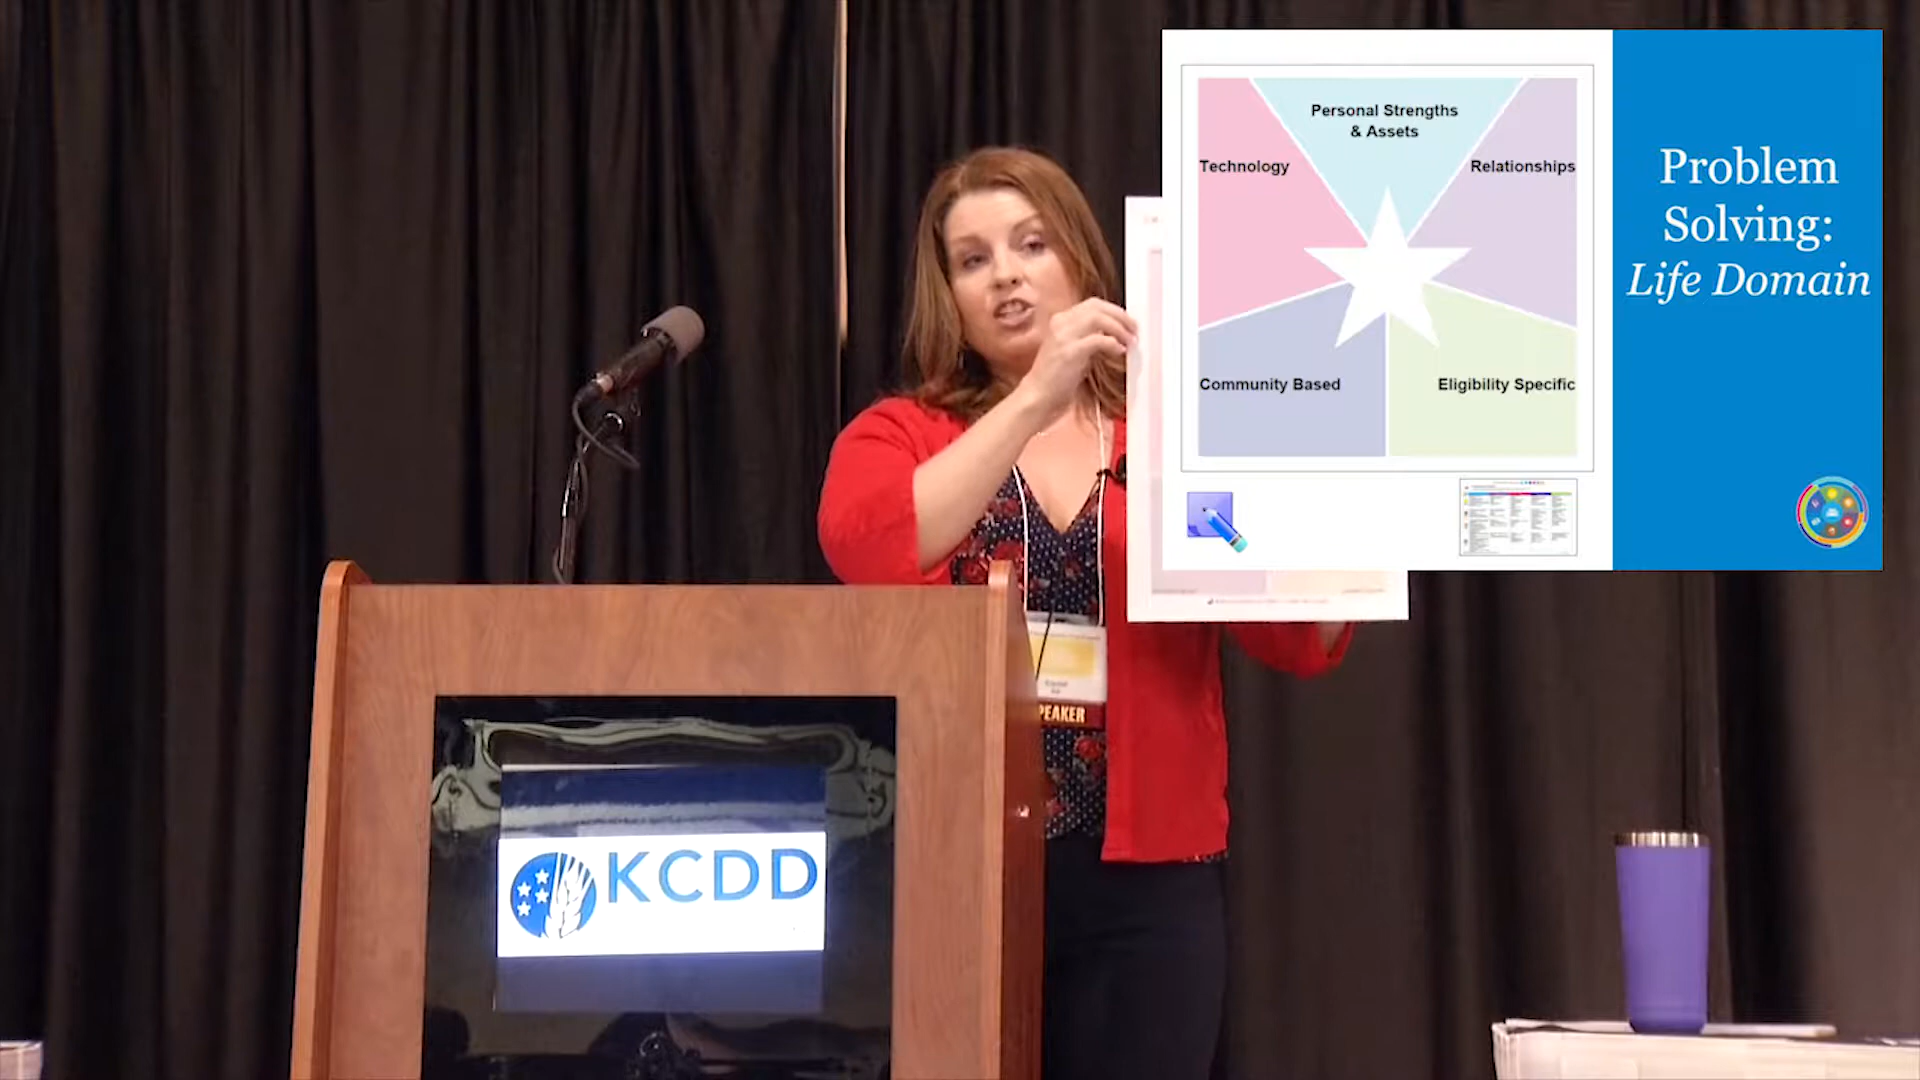 Personal Strengths
& Assets
Technology
Relationships
Community Based
Eligibility Specific
Problem
Solving:
Life Domain
PEAKER
KCDD